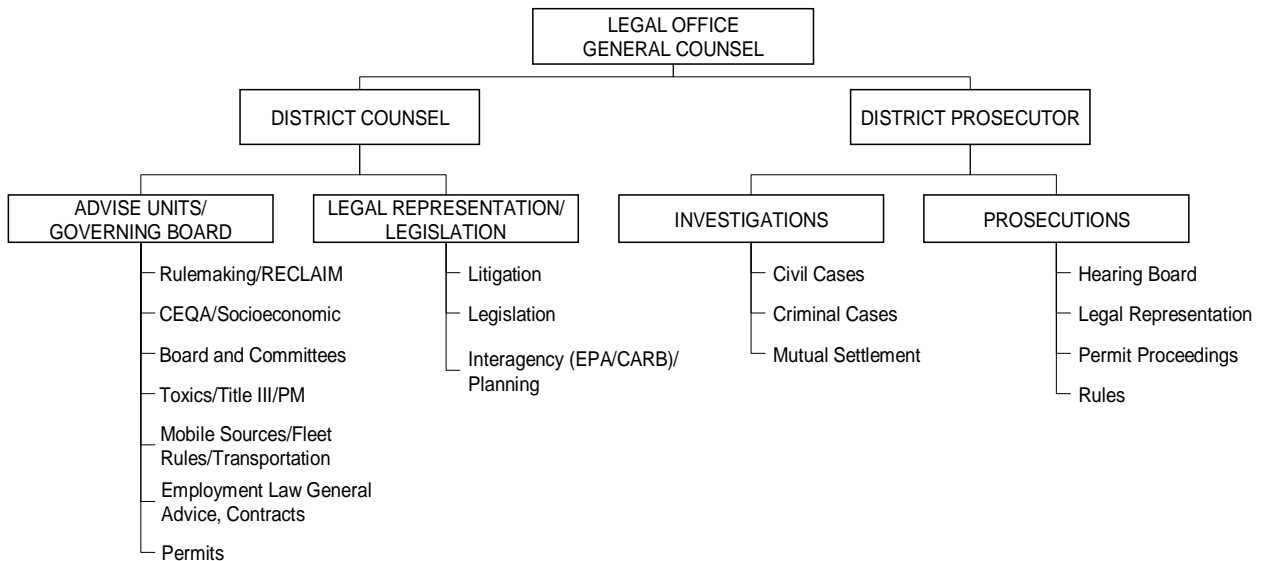 LEGAL OFFICE
GENERAL COUNSEL
DISTRICT COUNSEL
DISTRICT PROSECUTOR
ADVISE UNITS/
GOVERNING BOARD
LEGAL REPRESENTATION/
LEGISLATION
INVESTIGATIONS
PROSECUTIONS
Rulemaking/RECLAIM
CEQA/Socioeconomic
Board and Committees
Toxics/Title III/PM
Mobile Sources/Fleet
Rules/Transportation
Employment Law General
Advice, Contracts
Permits
Litigation
Legislation
Interagency (EPA/CARB)/
Planning
Civil Cases
Criminal Cases
Mutual Settlement
Hearing Board
Legal Representation
Permit Proceedings
Rules